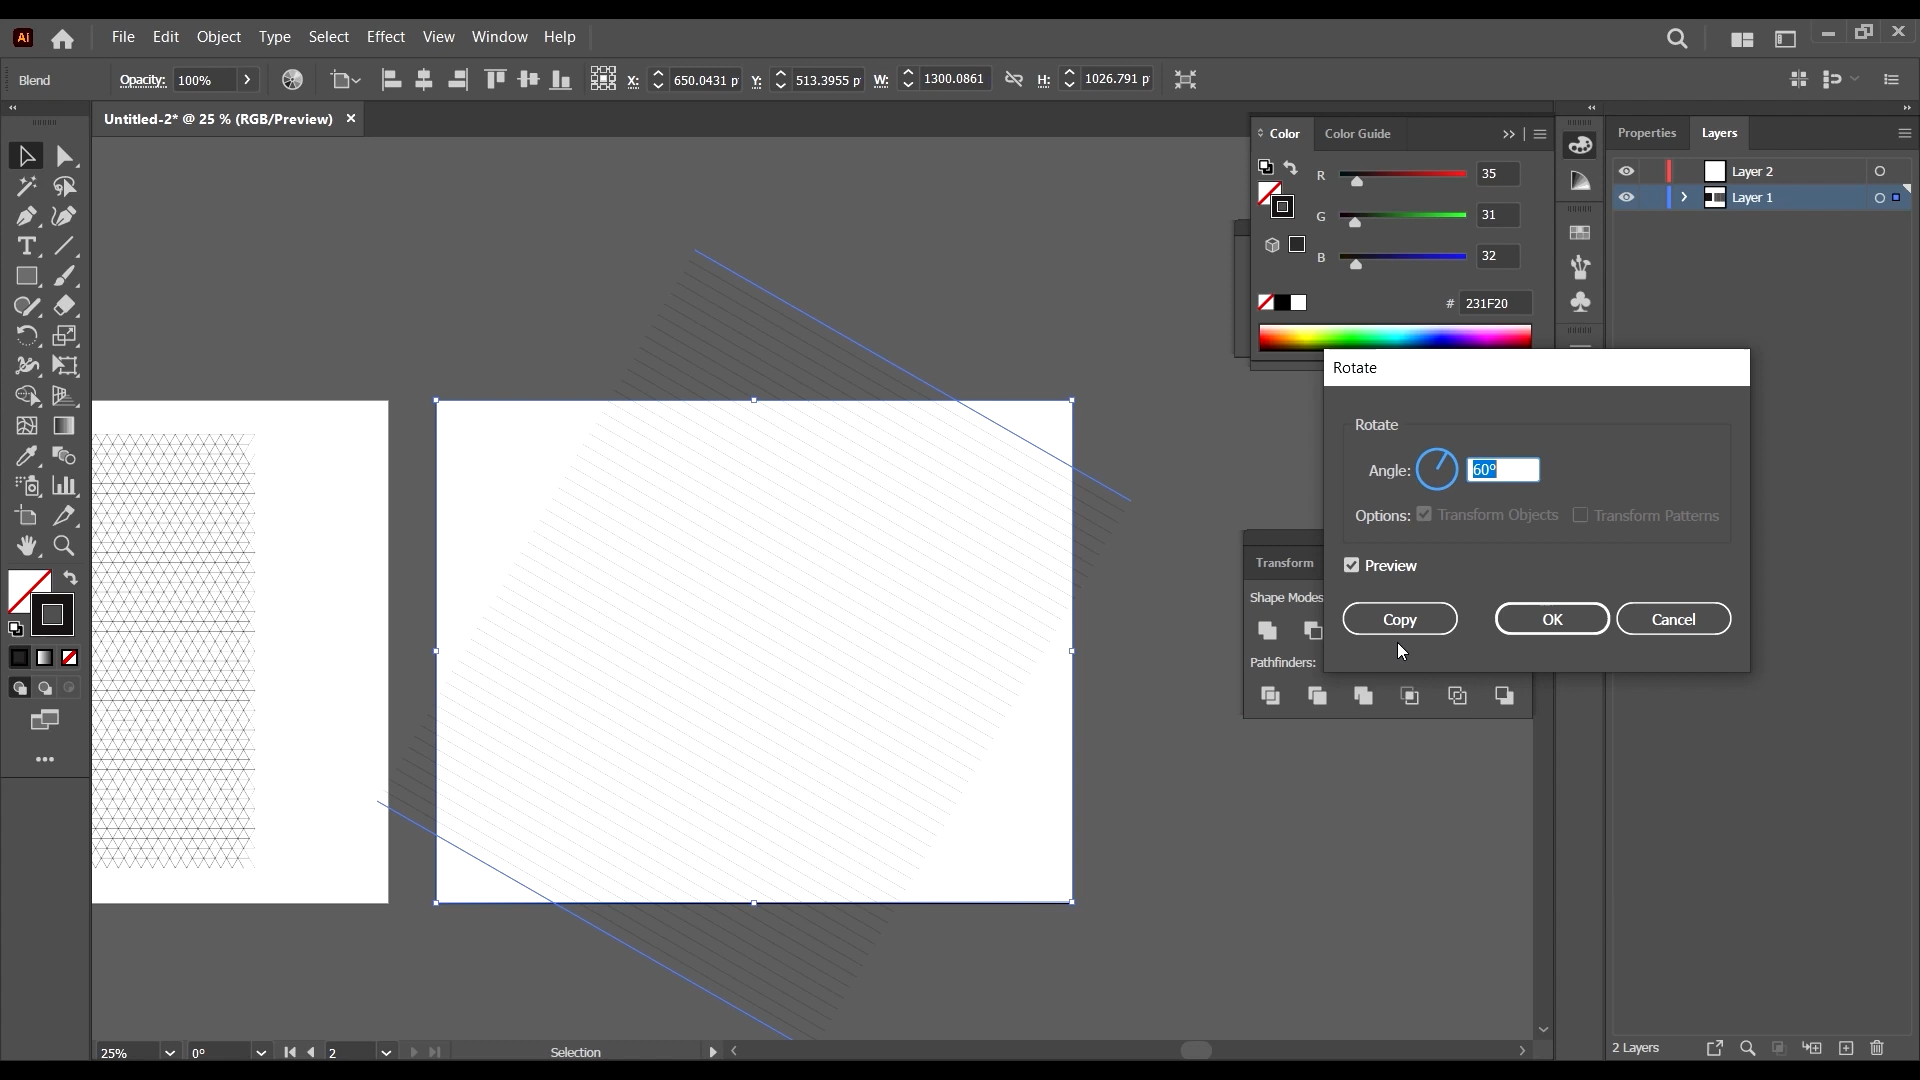 Ai File Edit Object Type Select Effect View Window Help
Blend Opacity: 100% X: 650.0431 p Y: 513.3955 p W: 1300.0861 H: 1026.791 p
Untitled-2* @ 25 % (RGB/Preview) ×
Color Color Guide
Properties Layers
R 35
G 31
B 32
# 231F20
Layer 2
Layer 1
Rotate
Rotate
Angle: 60°
Options: Transform Objects Transform Patterns
Preview
Copy OK Cancel
Transform
Shape Modes
Pathfinders:
25% 0° 2 Selection
2 Layers